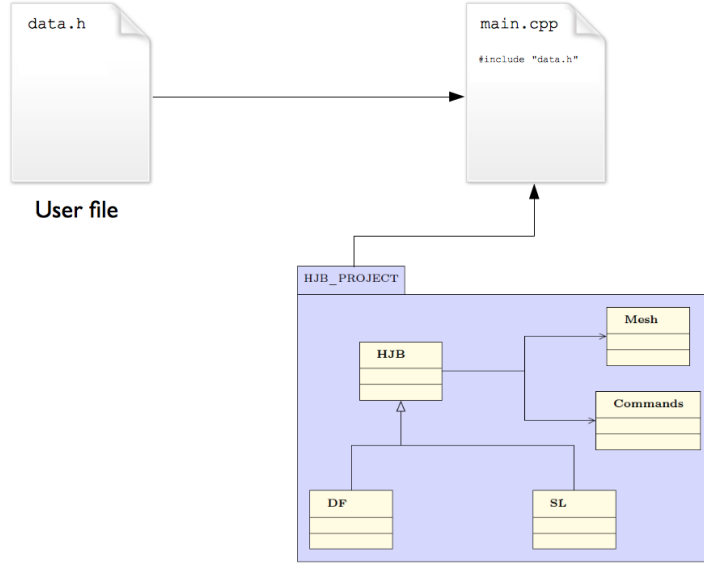 data.h
main.cpp
#include "data.h"
User file
HJB_PROJECT
Mesh
HJB
Commands
DF
SL